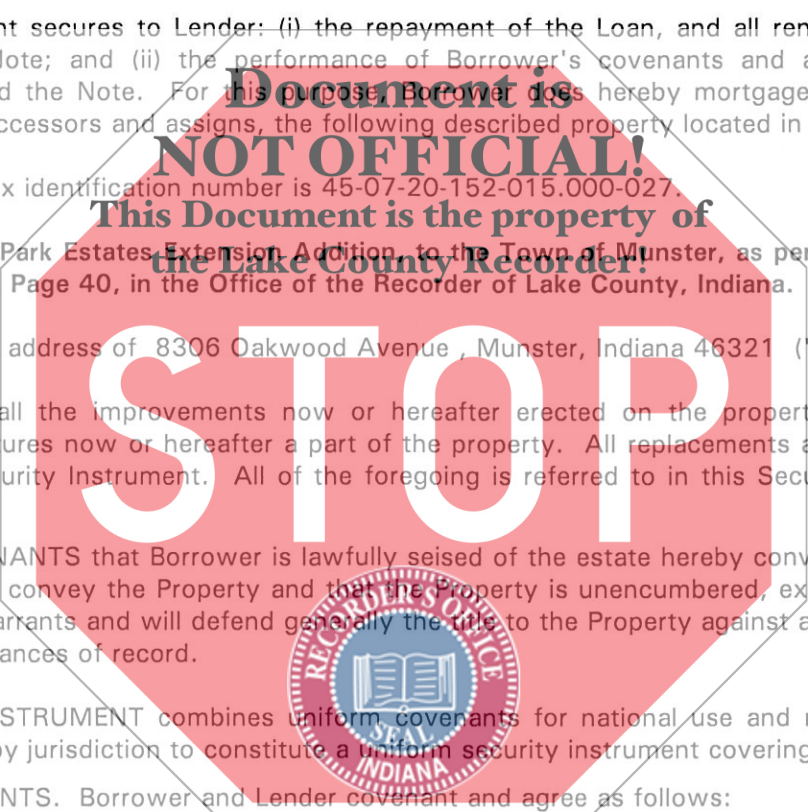 nt secures to Lender: (i) the repayment of the Loan, and all ren
Note; and (ii) the performance of Borrower's covenants and a
Document is
d the Note. For this purpose, Borrower does hereby mortgage
ccessors and assigns, the following described property located in
NOT OFFICIAL!
x identification number is 45-07-20-152-015.000-027.
This Document is the property of
Park Estates Extension Addition, to the Town of Munster, as per
the Lake County Recorder!
Page 40, in the Office of the Recorder of Lake County, Indiana.
address of 8306 Oakwood Avenue , Munster, Indiana 46321 ("
STOP
all the improvements now or hereafter erected on the propert
ures now or hereafter a part of the property. All replacements a
urity Instrument. All of the foregoing is referred to in this Secu
NANTS that Borrower is lawfully seised of the estate hereby conv
convey the Property and that the Property is unencumbered, ex
arrants and will defend generally the title to the Property against a
ances of record.
RECORDER'S OFFICE
SEAL
INDIANA
STRUMENT combines uniform covenants for national use and n
by jurisdiction to constitute a uniform security instrument covering
NTS. Borrower and Lender covenant and agree as follows: